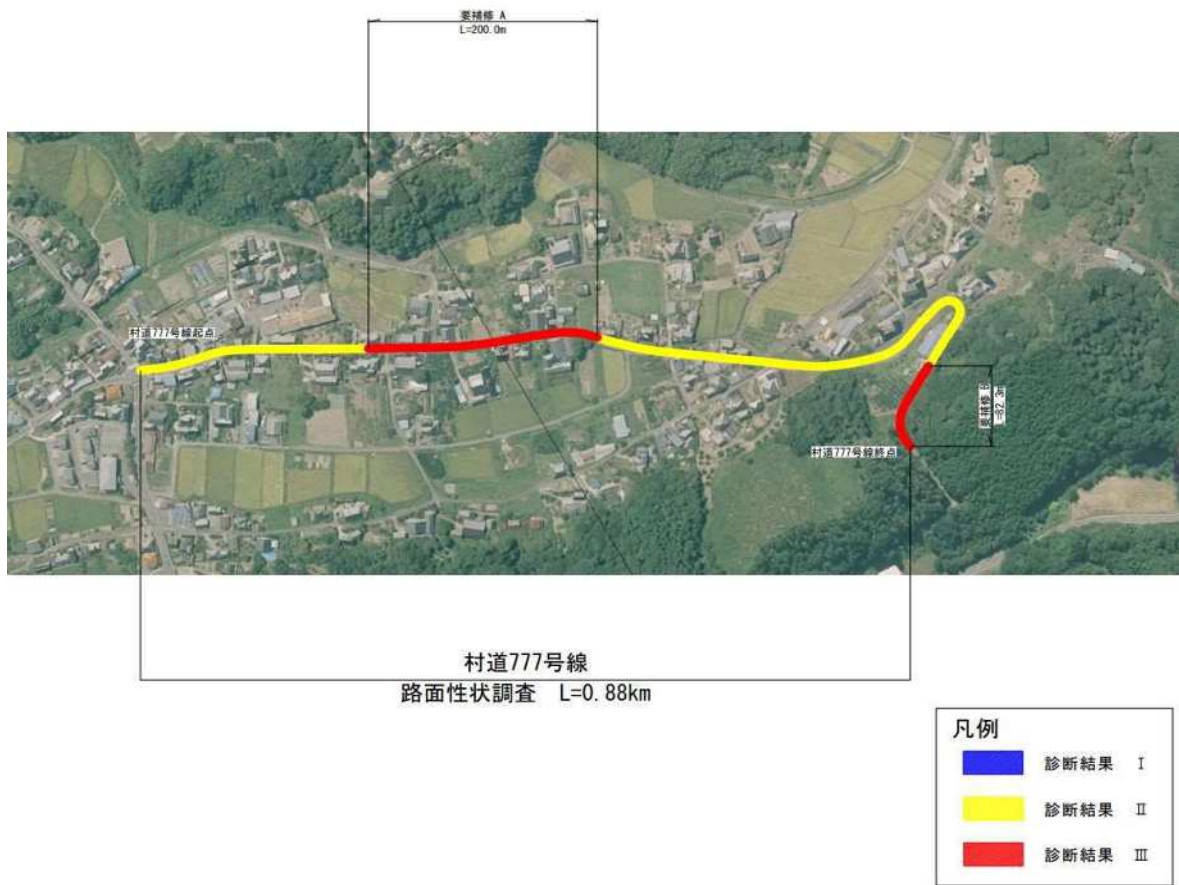 要補修 A
L=200.0m
村道777号線起点
要補修 B
L=82.3m
村道777号線終点
村道777号線
路面性状調査 L=0.88km
凡例
診断結果 Ⅰ
診断結果 Ⅱ
診断結果 Ⅲ